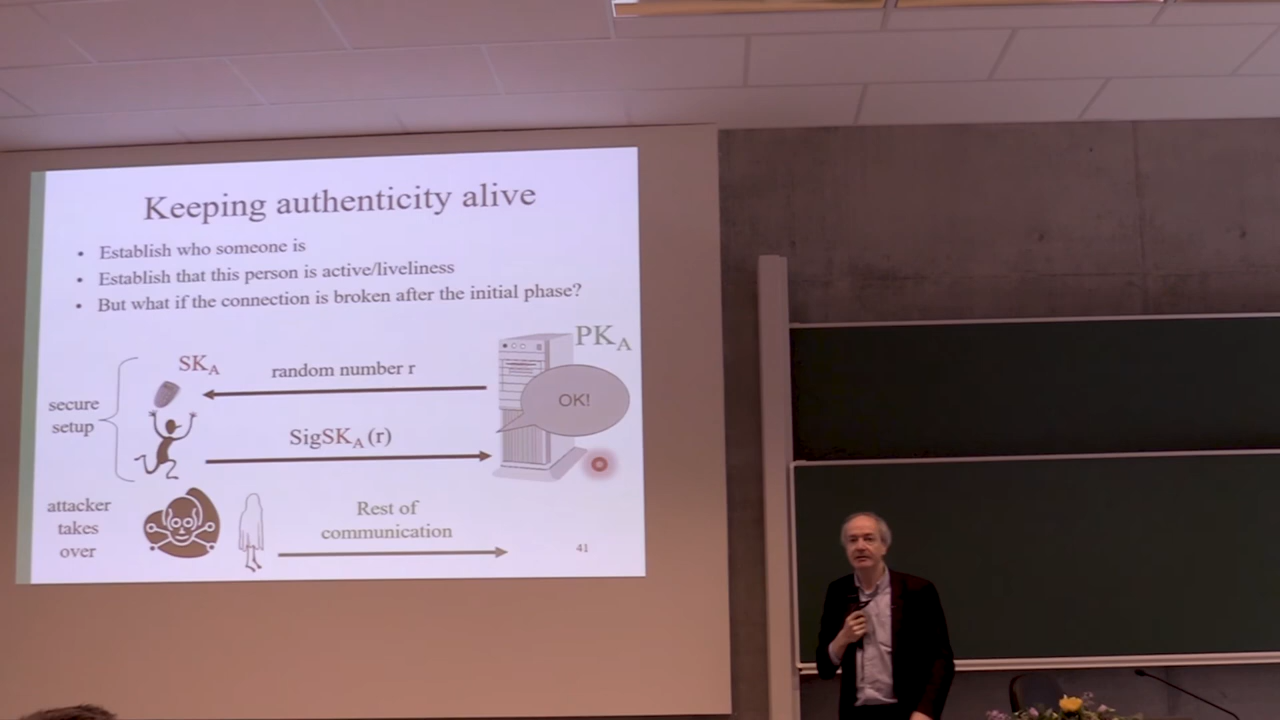 Keeping authenticity alive
• Establish who someone is
• Establish that this person is active/liveliness
• But what if the connection is broken after the initial phase?
PKA
SKA
random number r
OK!
secure
setup
SigSKA(r)
attacker
takes
over
Rest of
communication
41